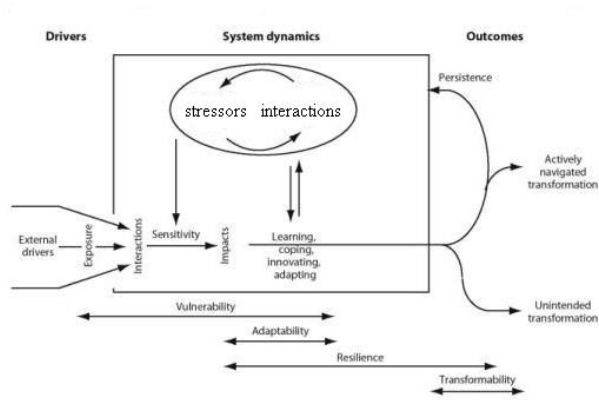 Drivers
System dynamics
Outcomes
Persistence
stressors interactions
Actively
navigated
transformation
External
drivers
Exposure
Interactions
Sensitivity
Impacts
Learning,
coping,
innovating,
adapting
Vulnerability
Unintended
transformation
Adaptability
Resilience
Transformability